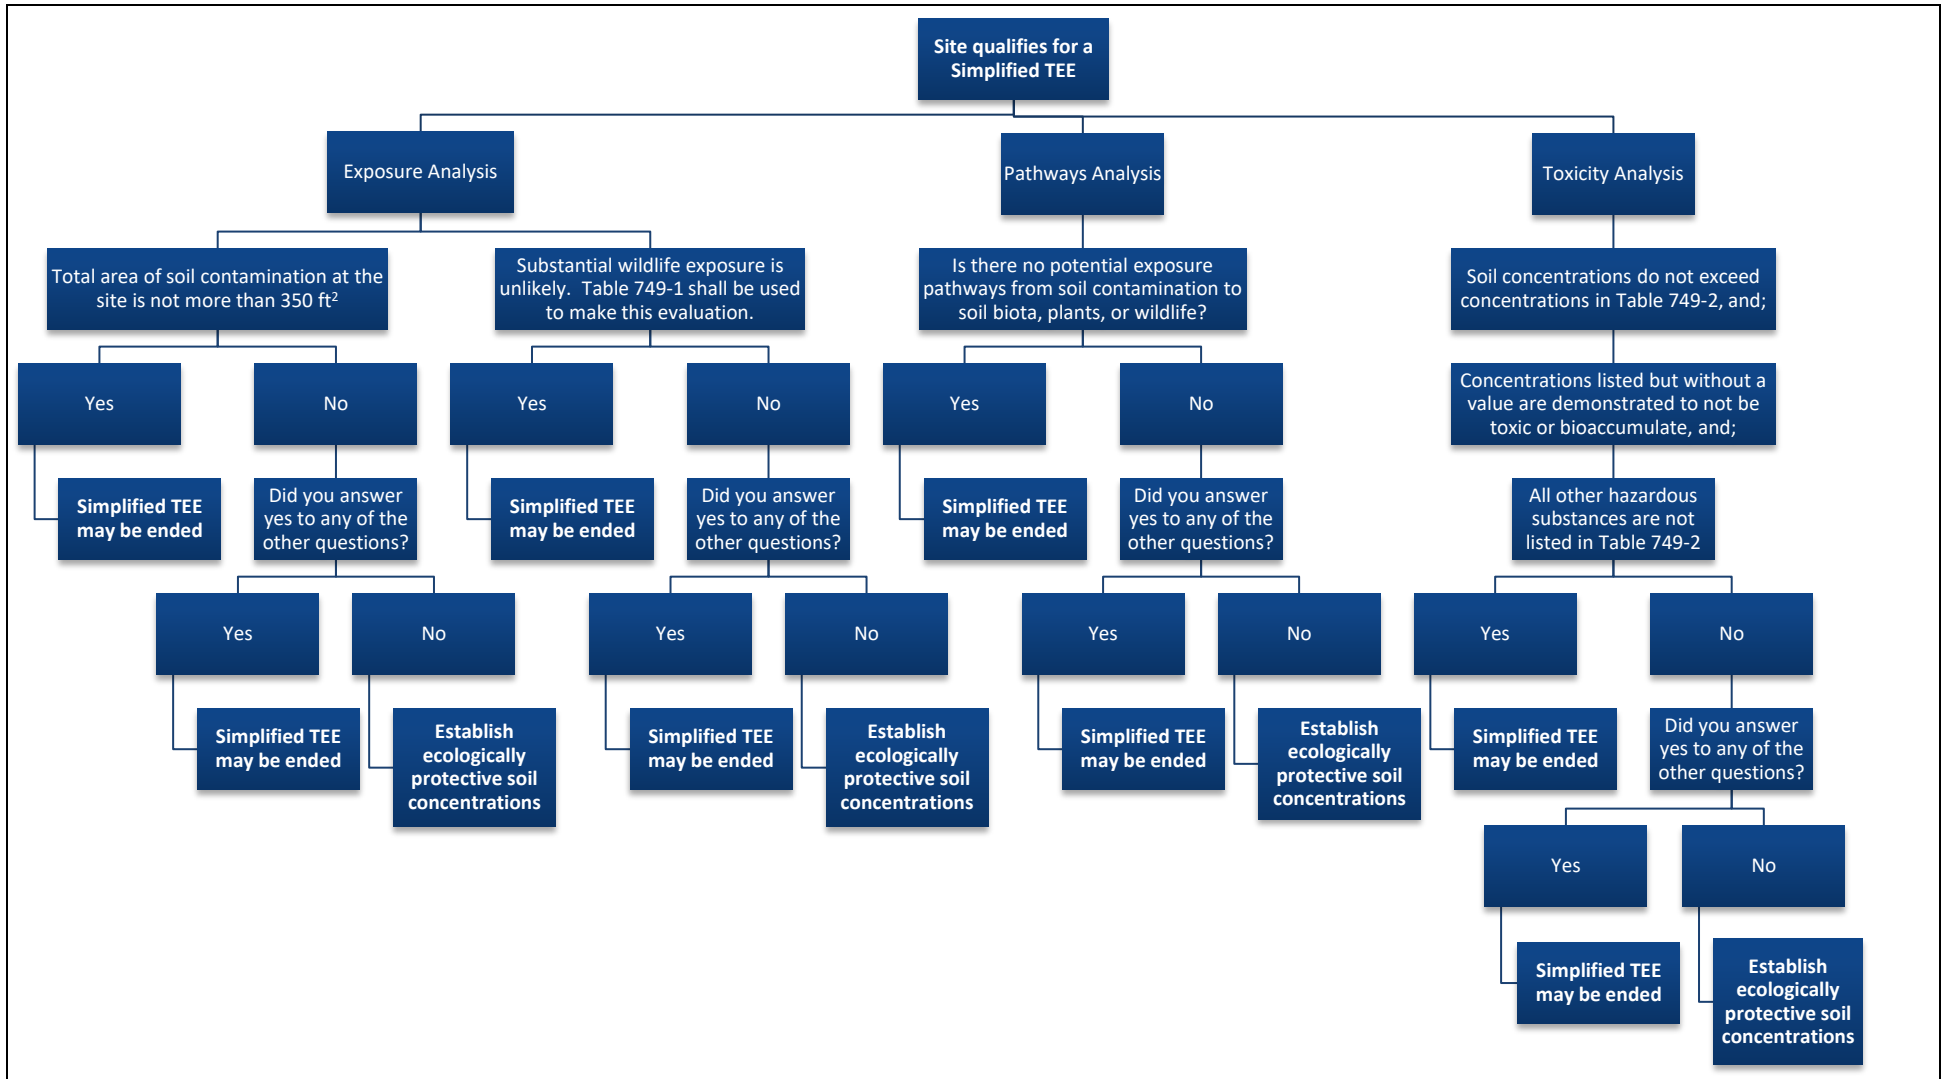 Site qualifies for a
Simplified TEE
Exposure Analysis
Pathways Analysis
Toxicity Analysis
Total area of soil contamination at the
site is not more than 350 ft²
Substantial wildlife exposure is
unlikely.  Table 749-1 shall be used
to make this evaluation.
Is there no potential exposure
pathways from soil contamination to
soil biota, plants, or wildlife?
Soil concentrations do not exceed
concentrations in Table 749-2, and;
Yes
No
Yes
No
Yes
No
Concentrations listed but without a
value are demonstrated to not be
toxic or bioaccumulate, and;
Simplified TEE
may be ended
Did you answer
yes to any of the
other questions?
Simplified TEE
may be ended
Did you answer
yes to any of the
other questions?
Simplified TEE
may be ended
Did you answer
yes to any of the
other questions?
All other hazardous
substances are not
listed in Table 749-2
Yes
No
Yes
No
Yes
No
Yes
No
Simplified TEE
may be ended
Establish
ecologically
protective soil
concentrations
Simplified TEE
may be ended
Establish
ecologically
protective soil
concentrations
Simplified TEE
may be ended
Establish
ecologically
protective soil
concentrations
Simplified TEE
may be ended
Did you answer
yes to any of the
other questions?
Yes
No
Simplified TEE
may be ended
Establish
ecologically
protective soil
concentrations